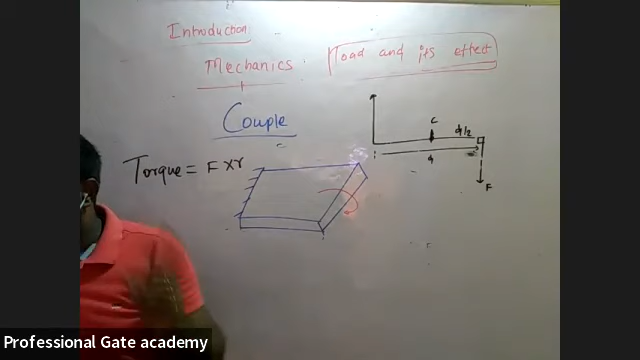 Introduction
Mechanics
load and its effect
Couple
Torque = F x r
C
d/2
F
Professional Gate academy